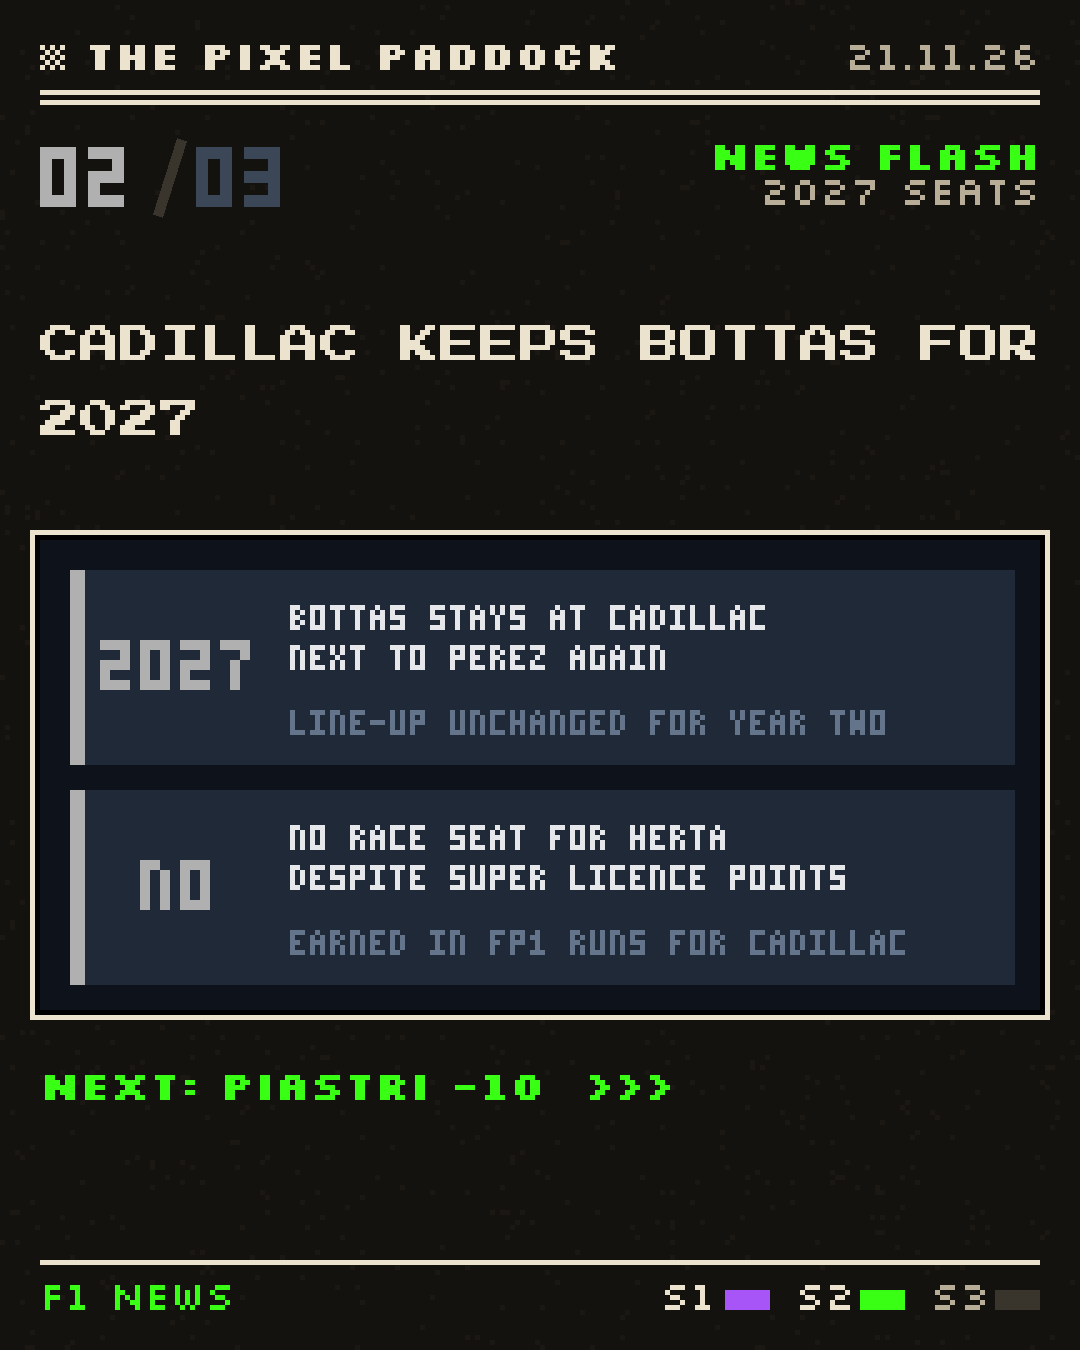 THE PIXEL PADDOCK
21.11.26
02 /03
NEWS FLASH
2027 SEATS
CADILLAC KEEPS BOTTAS FOR
2027
2027
BOTTAS STAYS AT CADILLAC
NEXT TO PEREZ AGAIN
LINE-UP UNCHANGED FOR YEAR TWO
NO
NO RACE SEAT FOR HERTA
DESPITE SUPER LICENCE POINTS
EARNED IN FP1 RUNS FOR CADILLAC
NEXT: PIASTRI -10 >>>
F1 NEWS
S1 S2 S3